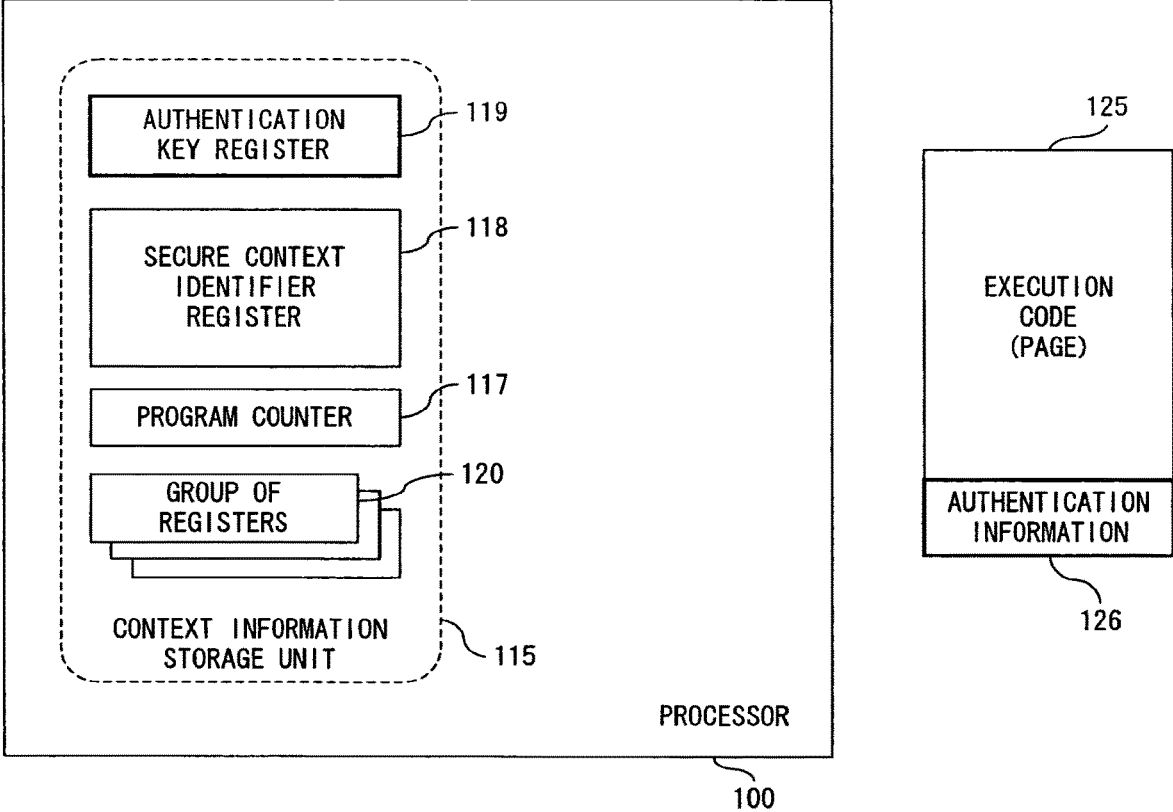 AUTHENTICATION
KEY REGISTER
119
SECURE CONTEXT
IDENTIFIER
REGISTER
118
PROGRAM COUNTER
117
GROUP OF
REGISTERS
120
CONTEXT INFORMATION
STORAGE UNIT
115
PROCESSOR
100
125
EXECUTION
CODE
(PAGE)
AUTHENTICATION
INFORMATION
126